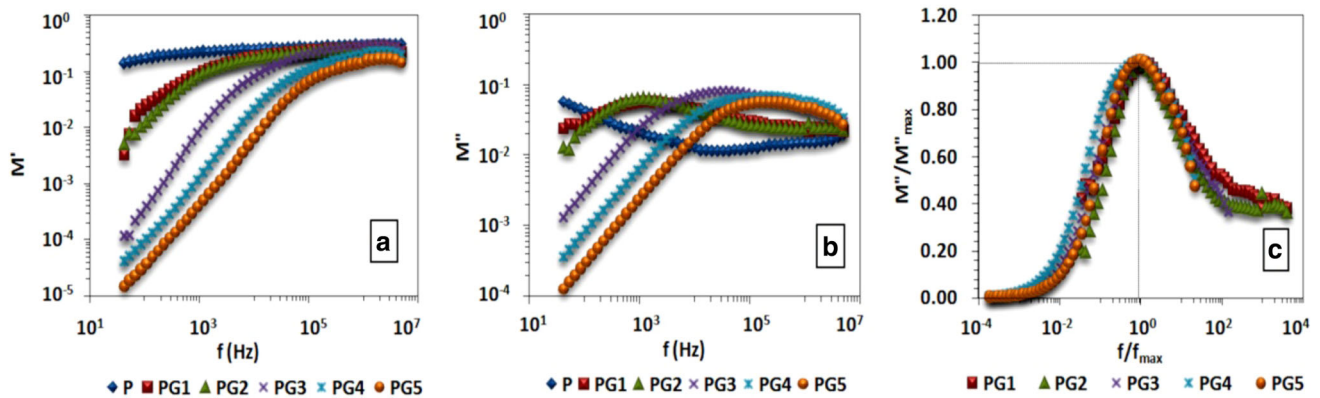 10⁰
10⁻¹
10⁻²
10⁻³
10⁻⁴
10⁻⁵
M'
a
10¹ 10³ 10⁵ 10⁷
f (Hz)
P PG1 PG2 PG3 PG4 PG5
10⁰
10⁻¹
10⁻²
10⁻³
10⁻⁴
M"
b
10¹ 10³ 10⁵ 10⁷
f (Hz)
P PG1 PG2 PG3 PG4 PG5
1.20
1.00
0.80
0.60
0.40
0.20
0.00
M"/M"max
c
10⁻⁴ 10⁻² 10⁰ 10² 10⁴
f/fmax
PG1 PG2 PG3 PG4 PG5